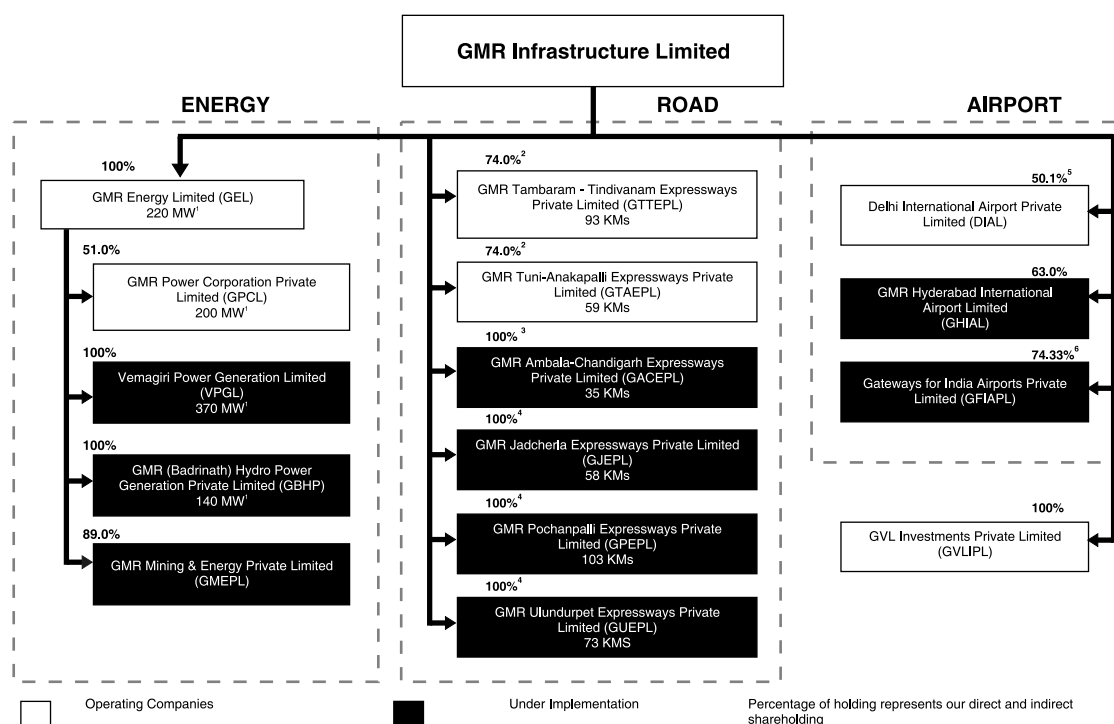 GMR Infrastructure Limited
ENERGY
100%
GMR Energy Limited (GEL)
220 MW¹
51.0%
GMR Power Corporation Private
Limited (GPCL)
200 MW¹
100%
Vemagiri Power Generation Limited
(VPGL)
370 MW¹
100%
GMR (Badrinath) Hydro Power
Generation Private Limited (GBHP)
140 MW¹
89.0%
GMR Mining & Energy Private Limited
(GMEPL)
ROAD
74.0%²
GMR Tambaram - Tindivanam Expressways
Private Limited (GTTEPL)
93 KMs
74.0%²
GMR Tuni-Anakapalli Expressways Private
Limited (GTAEPL)
59 KMs
100%³
GMR Ambala-Chandigarh Expressways
Private Limited (GACEPL)
35 KMs
100%⁴
GMR Jadcherla Expressways Private Limited
(GJEPL)
58 KMs
100%⁴
GMR Pochanpalli Expressways Private
Limited (GPEPL)
103 KMs
100%⁴
GMR Ulundurpet Expressways Private
Limited (GUEPL)
73 KMS
AIRPORT
50.1%⁵
Delhi International Airport Private
Limited (DIAL)
63.0%
GMR Hyderabad International
Airport Limited
(GHIAL)
74.33%⁶
Gateways for India Airports Private
Limited (GFIAPL)
100%
GVL Investments Private Limited
(GVLIPL)
Operating Companies
Under Implementation
Percentage of holding represents our direct and indirect
shareholding